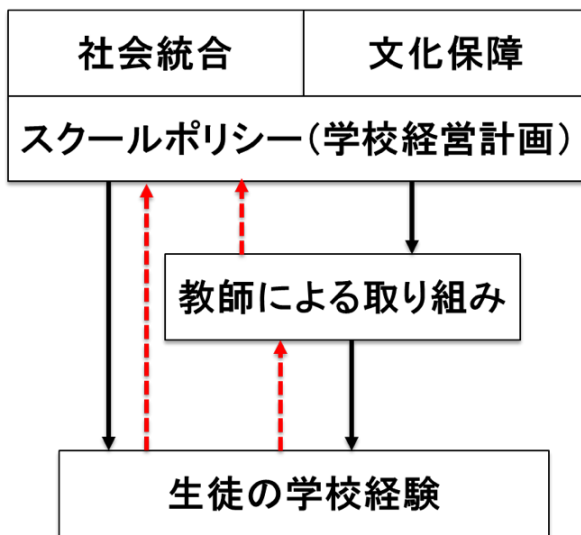 社会統合
文化保障
スクールポリシー(学校経営計画)
教師による取り組み
生徒の学校経験